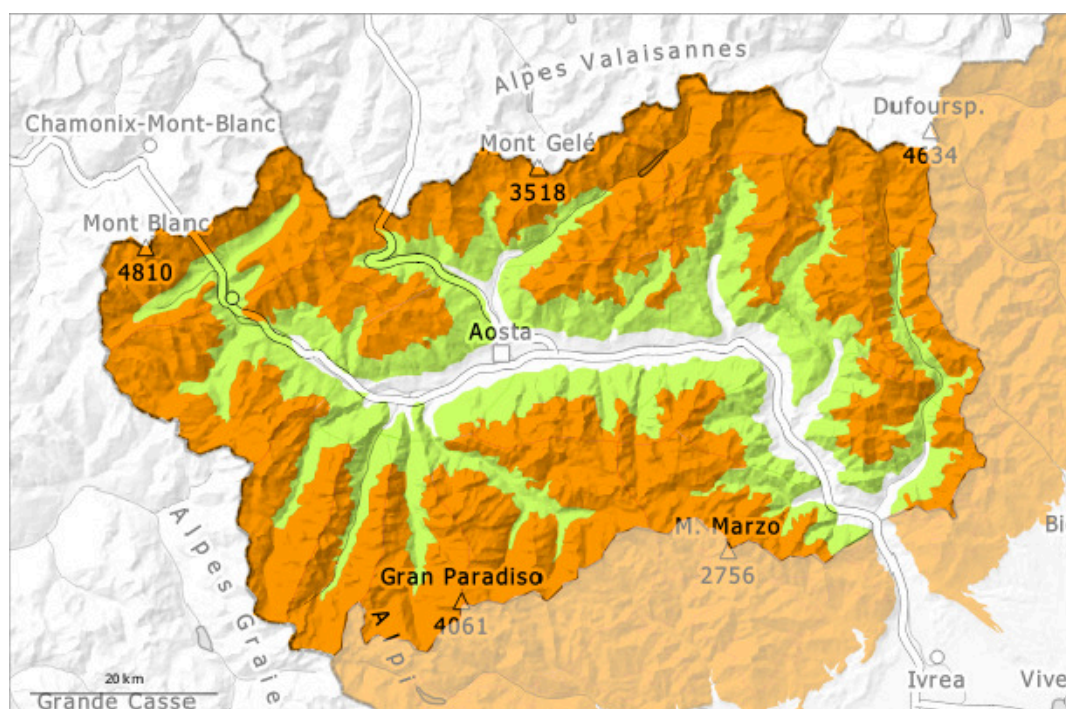 Alpes Valaisannes
Dufoursp.
4634
Chamonix-Mont-Blanc
Mont Gelé
3518
Mont Blanc
4810
Aosta
M. Marzo
2756
Gran Paradiso
4061
Alpes Graie
Alpi
20 km
Grande Casse
Ivrea
Vive
Bi